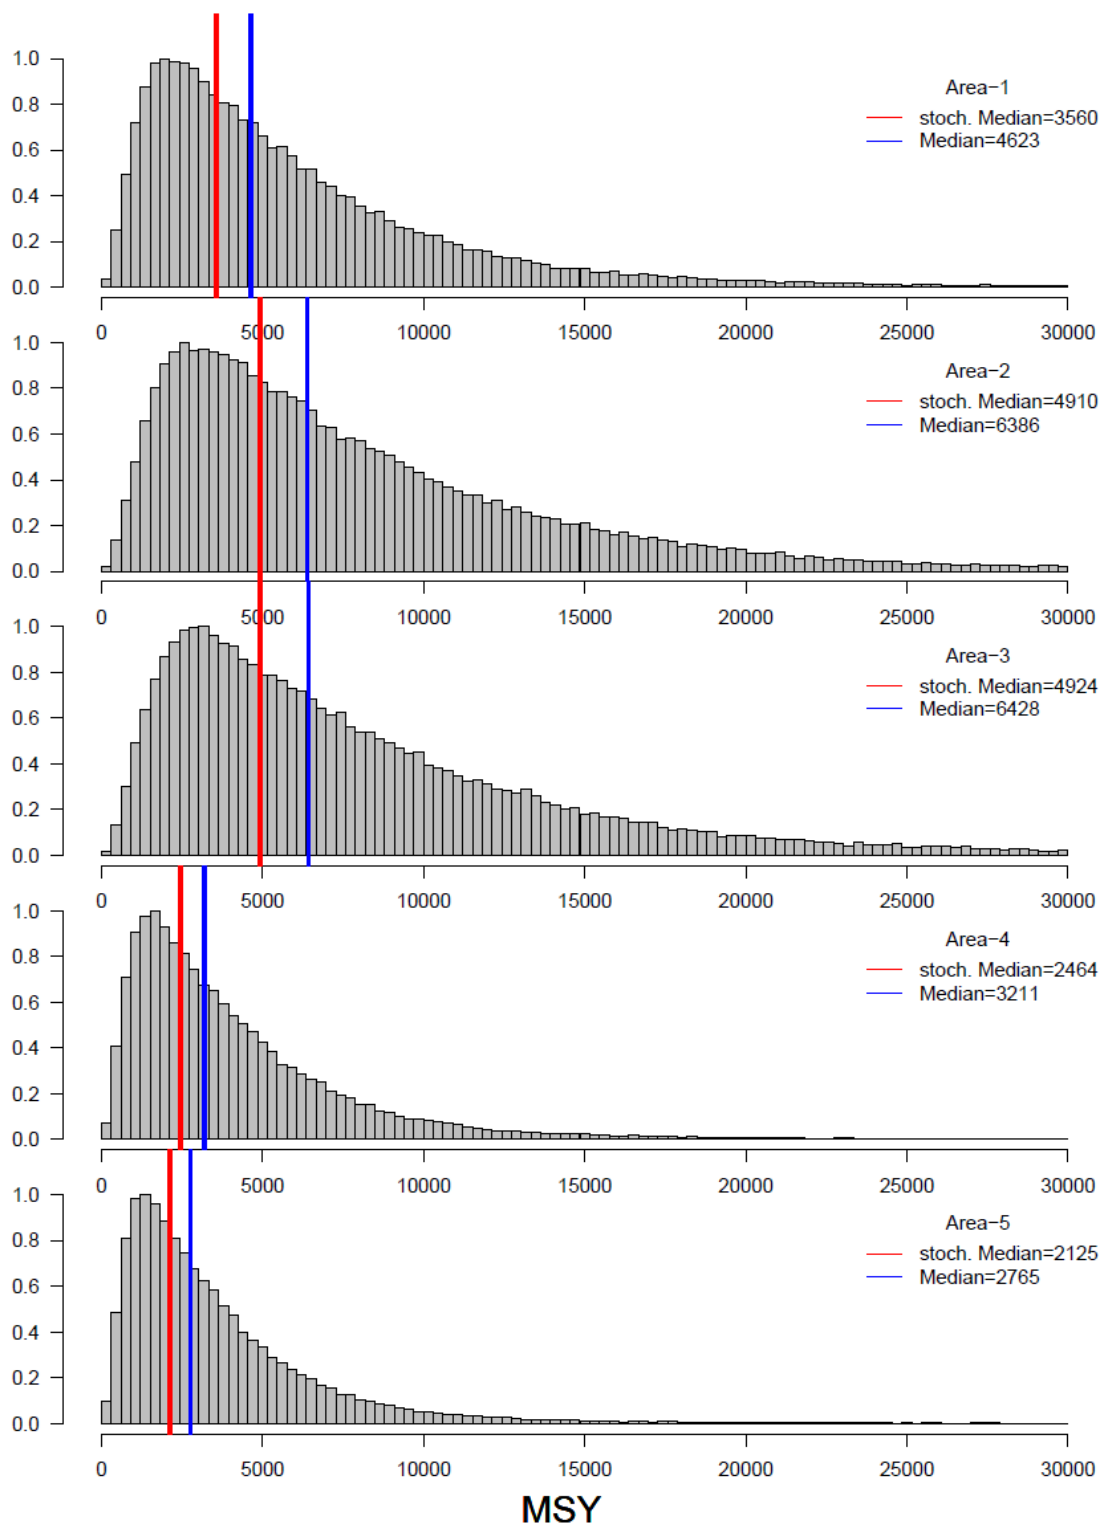 1.0
0.8
0.6
0.4
0.2
0.0
Area−1
stoch. Median=3560
Median=4623
0 5000 10000 15000 20000 25000 30000
1.0
0.8
0.6
0.4
0.2
0.0
Area−2
stoch. Median=4910
Median=6386
0 5000 10000 15000 20000 25000 30000
1.0
0.8
0.6
0.4
0.2
0.0
Area−3
stoch. Median=4924
Median=6428
0 5000 10000 15000 20000 25000 30000
1.0
0.8
0.6
0.4
0.2
0.0
Area−4
stoch. Median=2464
Median=3211
0 5000 10000 15000 20000 25000 30000
1.0
0.8
0.6
0.4
0.2
0.0
Area−5
stoch. Median=2125
Median=2765
0 5000 10000 15000 20000 25000 30000
MSY